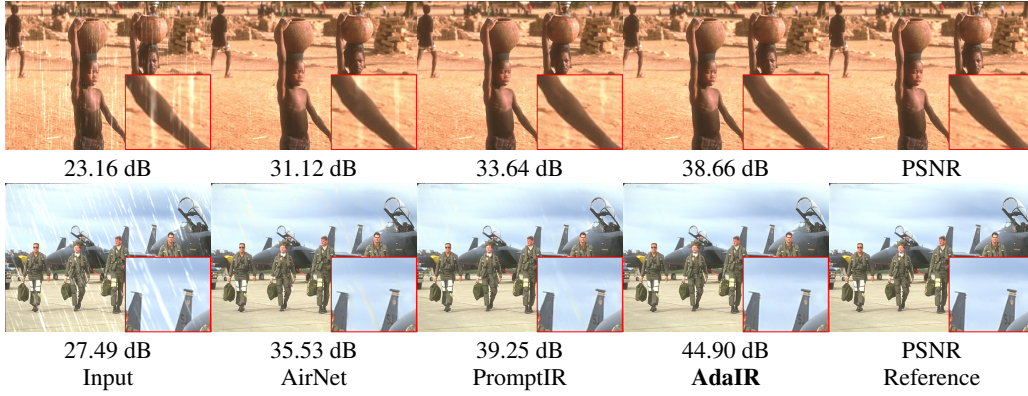 23.16 dB 31.12 dB 33.64 dB 38.66 dB PSNR
27.49 dB 35.53 dB 39.25 dB 44.90 dB PSNR
Input AirNet PromptIR AdaIR Reference